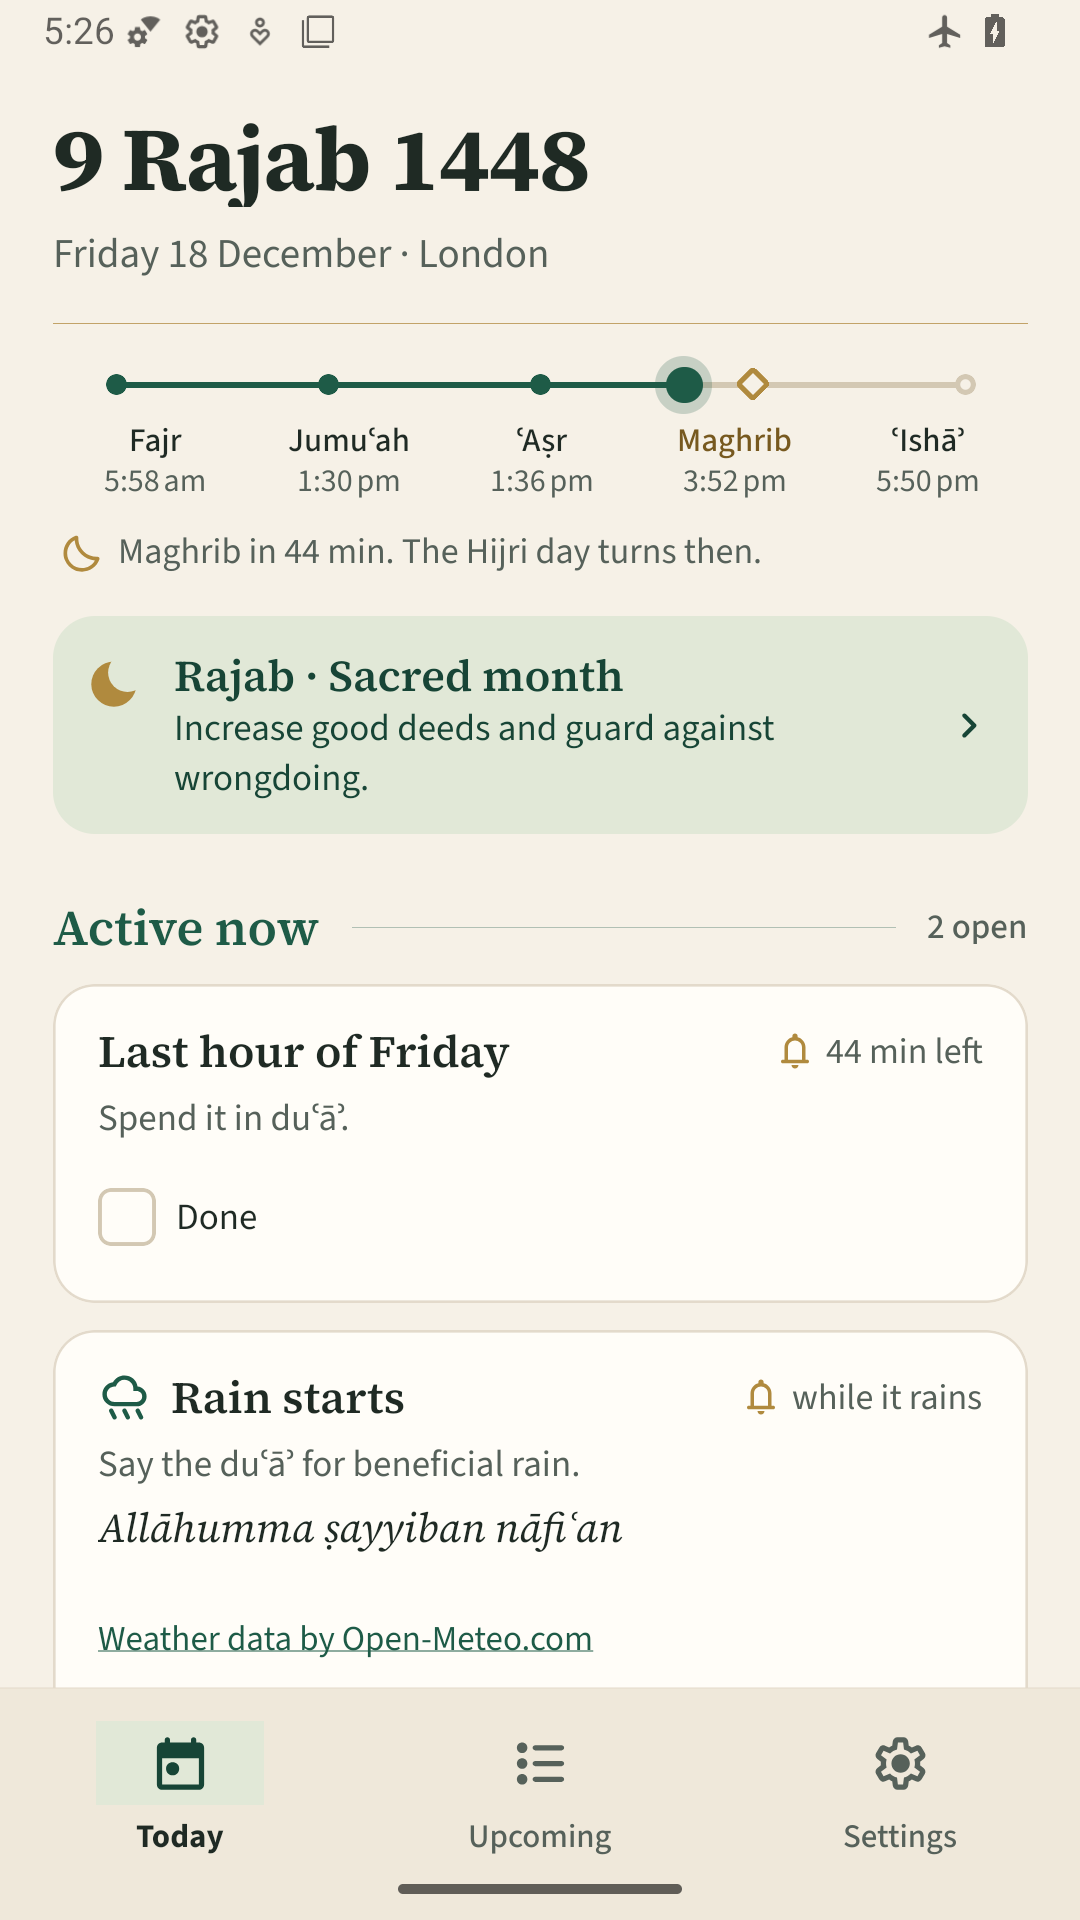 5:26
9 Rajab 1448
Friday 18 December · London
Fajr Jumuʿah ʿAṣr Maghrib ʿIshāʾ
5:58 am 1:30 pm 1:36 pm 3:52 pm 5:50 pm
Maghrib in 44 min. The Hijri day turns then.
Rajab · Sacred month
Increase good deeds and guard against
wrongdoing.
Active now 2 open
Last hour of Friday 44 min left
Spend it in duʿāʾ.
Done
Rain starts while it rains
Say the duʿāʾ for beneficial rain.
Allāhumma ṣayyiban nāfiʿan
Weather data by Open-Meteo.com
Today Upcoming Settings